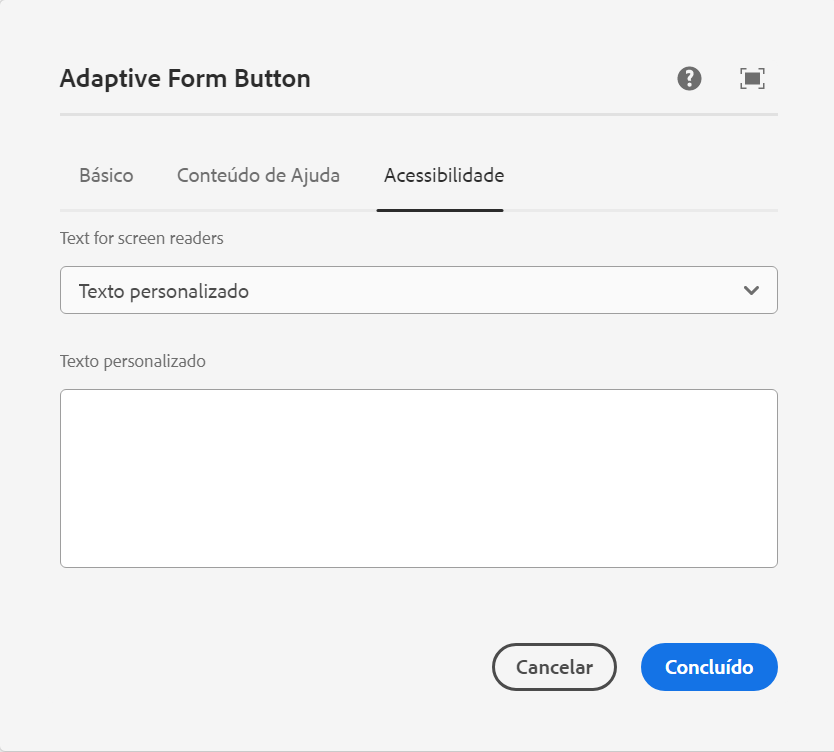 Adaptive Form Button
Básico Conteúdo de Ajuda Acessibilidade
Text for screen readers
Texto personalizado
Texto personalizado
Cancelar Concluído